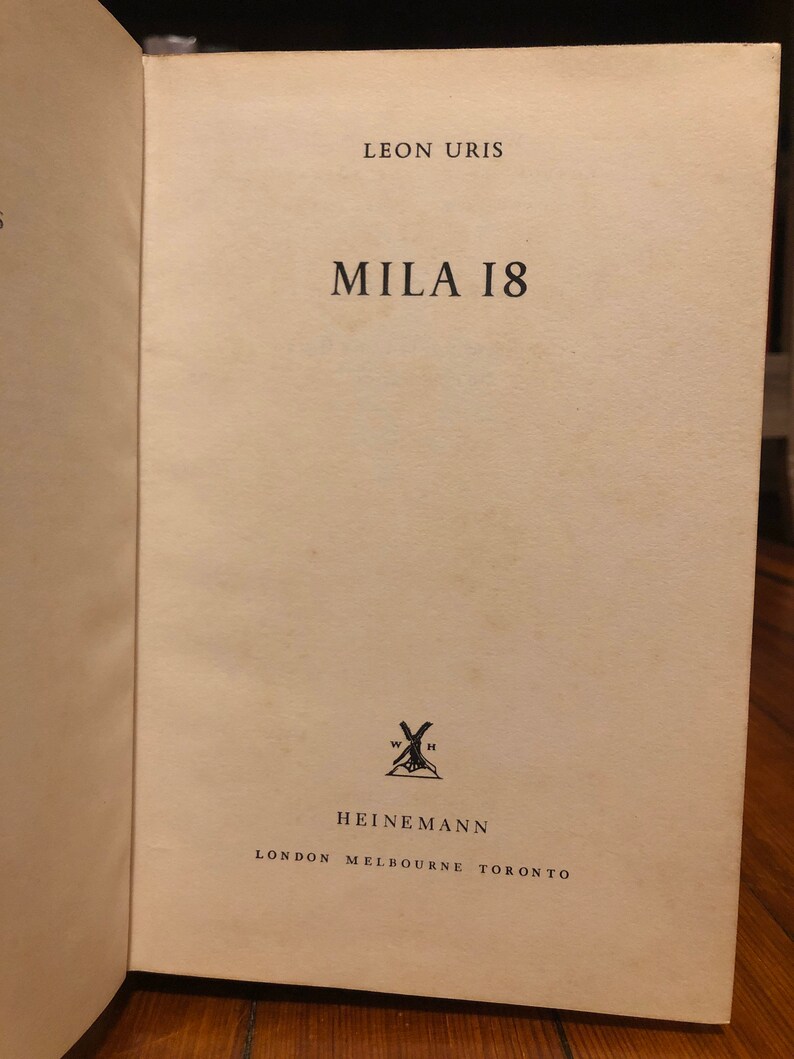 LEON URIS
MILA 18
W H
HEINEMANN
LONDON MELBOURNE TORONTO